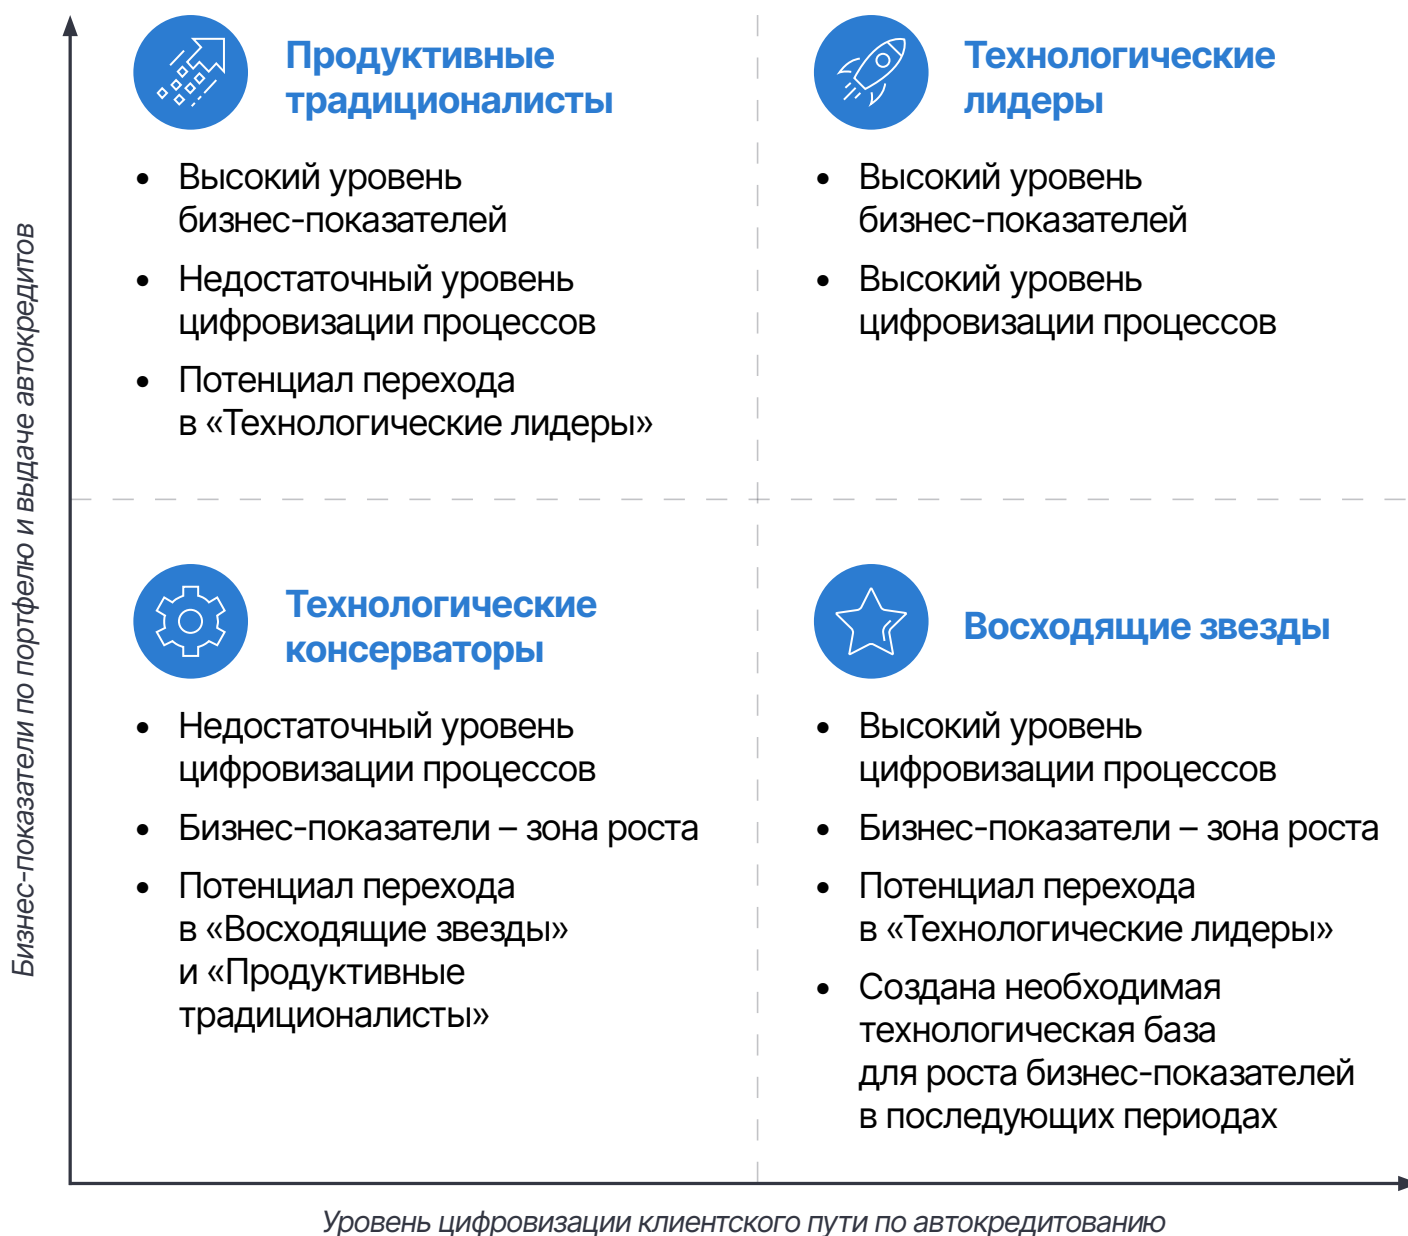 Бизнес-показатели по портфелю и выдаче автокредитов
Продуктивные
традиционалисты
• Высокий уровень
бизнес-показателей
• Недостаточный уровень
цифровизации процессов
• Потенциал перехода
в «Технологические лидеры»
Технологические
лидеры
• Высокий уровень
бизнес-показателей
• Высокий уровень
цифровизации процессов
Технологические
консерваторы
• Недостаточный уровень
цифровизации процессов
• Бизнес-показатели – зона роста
• Потенциал перехода
в «Восходящие звезды»
и «Продуктивные
традиционалисты»
Восходящие звезды
• Высокий уровень
цифровизации процессов
• Бизнес-показатели – зона роста
• Потенциал перехода
в «Технологические лидеры»
• Создана необходимая
технологическая база
для роста бизнес-показателей
в последующих периодах
Уровень цифровизации клиентского пути по автокредитованию